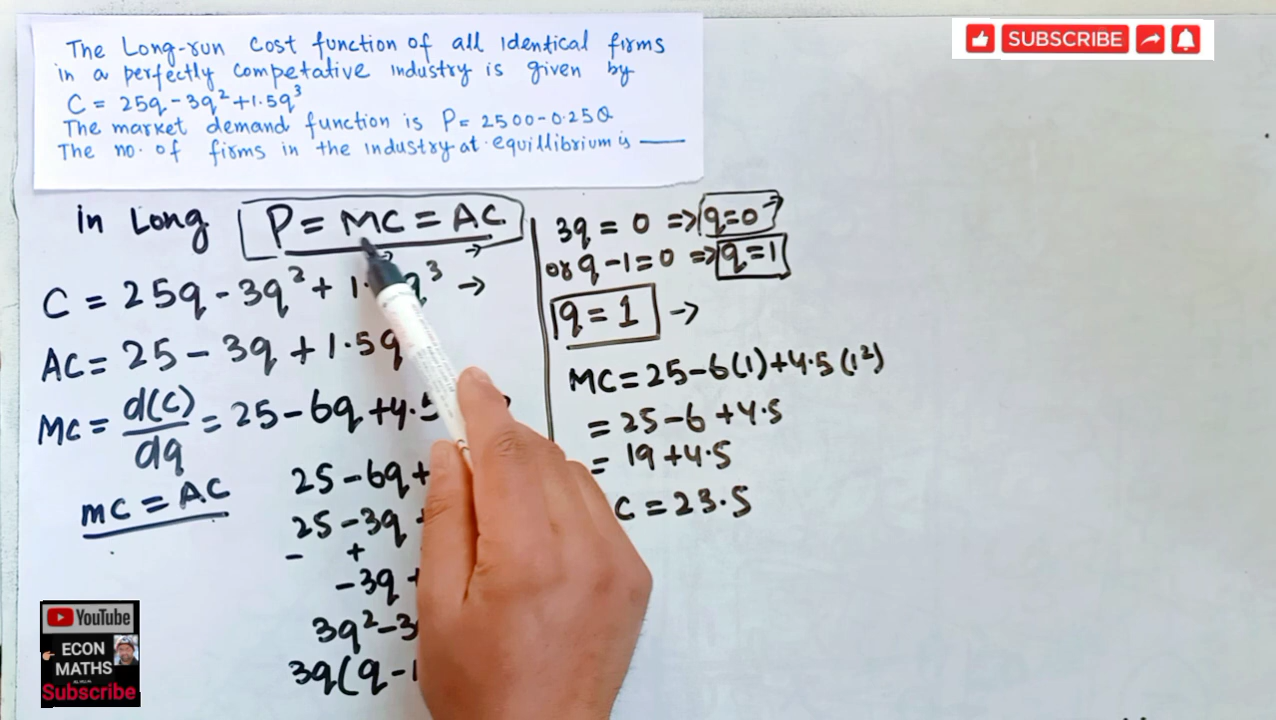 The Long-run cost function of all identical firms
in a perfectly competative industry is given by
C = 25q - 3q² + 1.5q³
The market demand function is P = 2500 - 0.25Q
The no. of firms in the industry at equillibrium is ——
SUBSCRIBE
in Long P = MC = AC
C = 25q - 3q² + 1. q³ →
AC = 25 - 3q + 1.5q
MC = d(C)/dq = 25 - 6q + 4.5
mC = AC
25 - 6q +
25 - 3q
- +
-3q +
3q² - 3
3q(q - 1
3q = 0 => q=0
or q - 1 = 0 => q=1
q = 1 →
MC = 25 - 6(1) + 4.5(1²)
= 25 - 6 + 4.5
= 19 + 4.5
C = 23.5
YouTube
ECON
MATHS
Subscribe